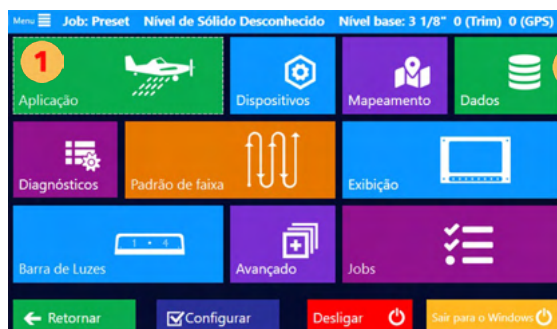 Menu Job: Preset Nível de Sólido Desconhecido Nível base: 3 1/8" 0 (Trim) 0 (GPS)
1
Aplicação Dispositivos Mapeamento Dados
Diagnósticos Padrão de faixa Exibição
1 • 4
Barra de Luzes Avançado Jobs
Retornar Configurar Desligar Sair para o Windows